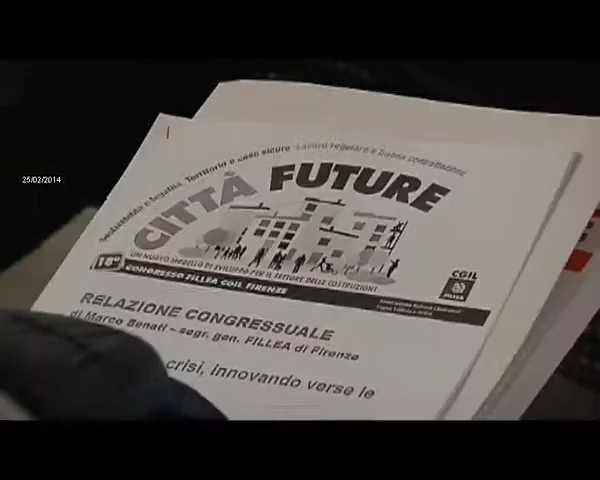 25/02/2014
Sostenibilità e legalità Territorio e case sicure Lavoro regolare e buona contrattazione
CITTÀ FUTURE
UN NUOVO MODELLO DI SVILUPPO PER IL SETTORE DELLE COSTRUZIONI
18° CONGRESSO FILLEA CGIL FIRENZE
CGIL
FILLEA
RELAZIONE CONGRESSUALE
di Marco Benati – segr. gen. FILLEA di Firenze
crisi, innovando verso le